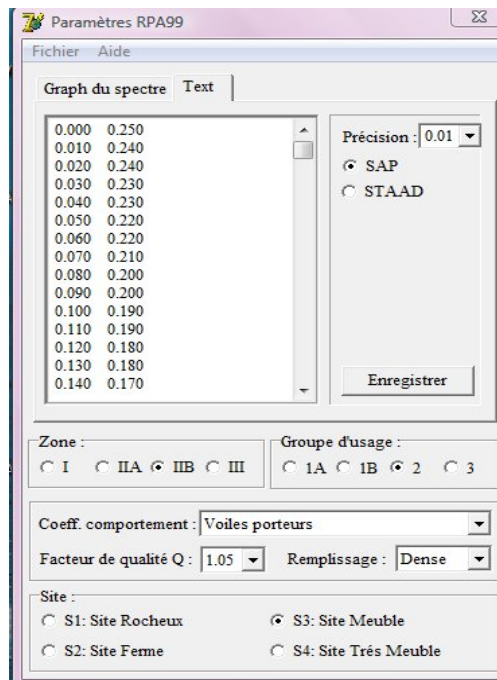 Paramètres RPA99
Fichier Aide
Graph du spectre Text
0.000 0.250
0.010 0.240
0.020 0.240
0.030 0.230
0.040 0.230
0.050 0.220
0.060 0.220
0.070 0.210
0.080 0.200
0.090 0.200
0.100 0.190
0.110 0.190
0.120 0.180
0.130 0.180
0.140 0.170
Précision : 0.01
SAP
STAAD
Enregistrer
Zone :
I IIA IIB III
Groupe d'usage :
1A 1B 2 3
Coeff. comportement : Voiles porteurs
Facteur de qualité Q : 1.05 Remplissage : Dense
Site :
S1: Site Rocheux S3: Site Meuble
S2: Site Ferme S4: Site Trés Meuble